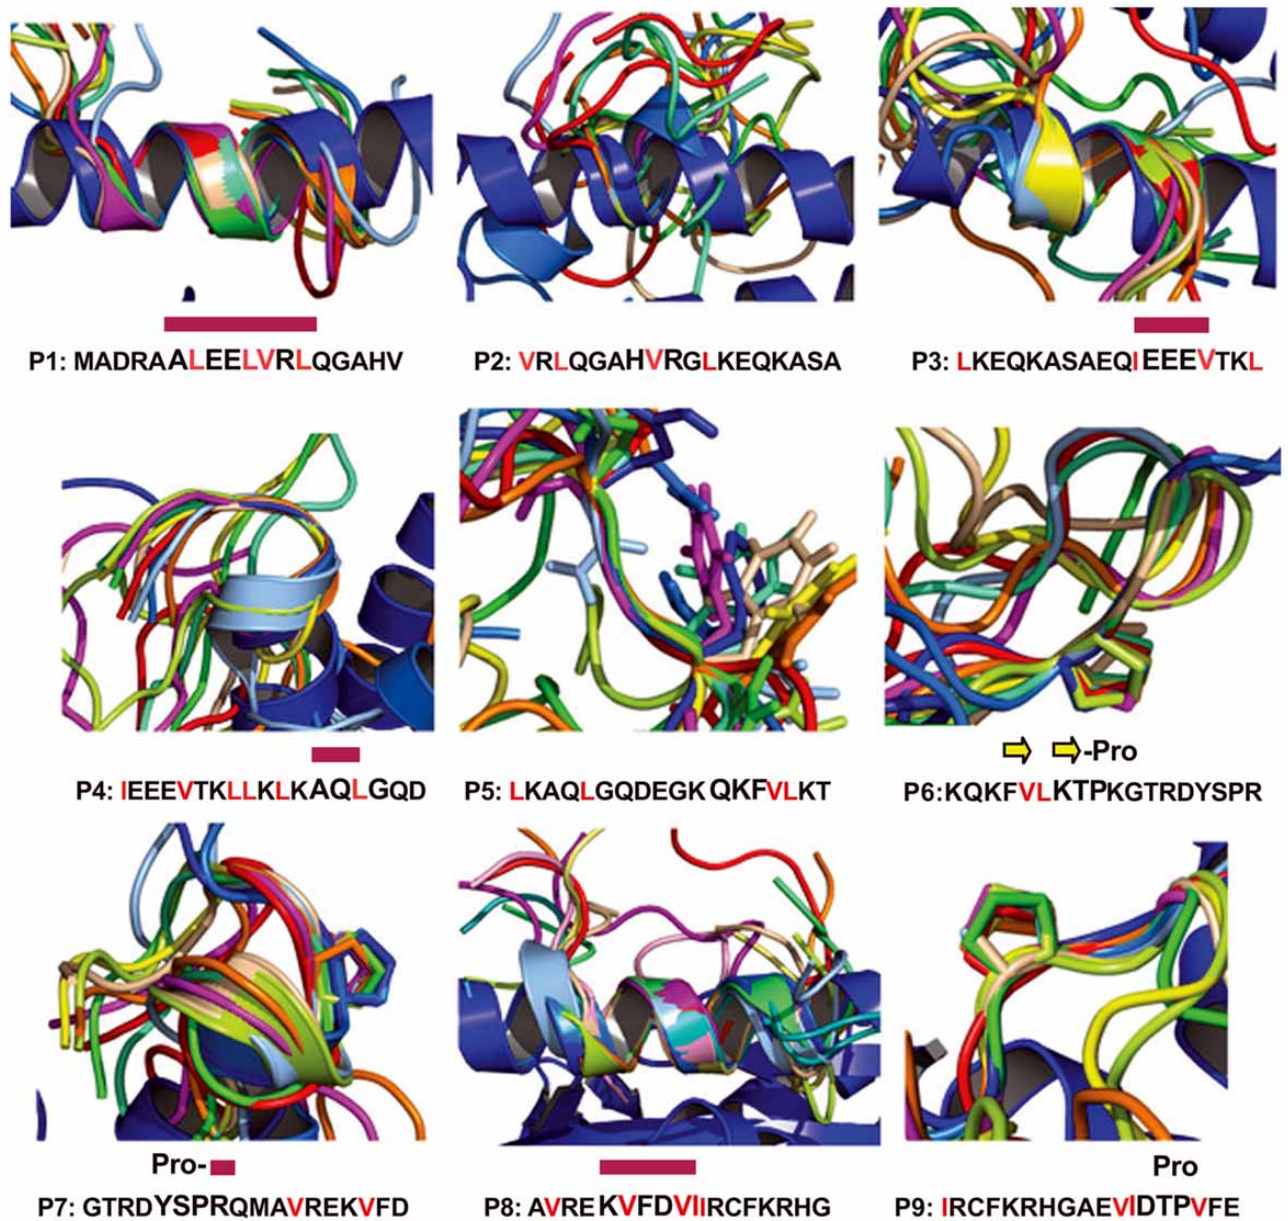 P1: MADRAALEELVRLQGAHV
P2: VRLQGAHVRGLKEQKASA
P3: LKEQKASAEQIEEEVTKL
P4: IEEEVTKLLKLKAQLGQD
P5: LKAQLGQDEGKQKFVLKT
-Pro
P6:KQKFVLKTPKGTRDYSPR
Pro-
P7: GTRDYSPRQMAVREKVFD
P8: AVREKVFDVIIRCFKRHG
Pro
P9: IRCFKRHGAEVIDTPVFE